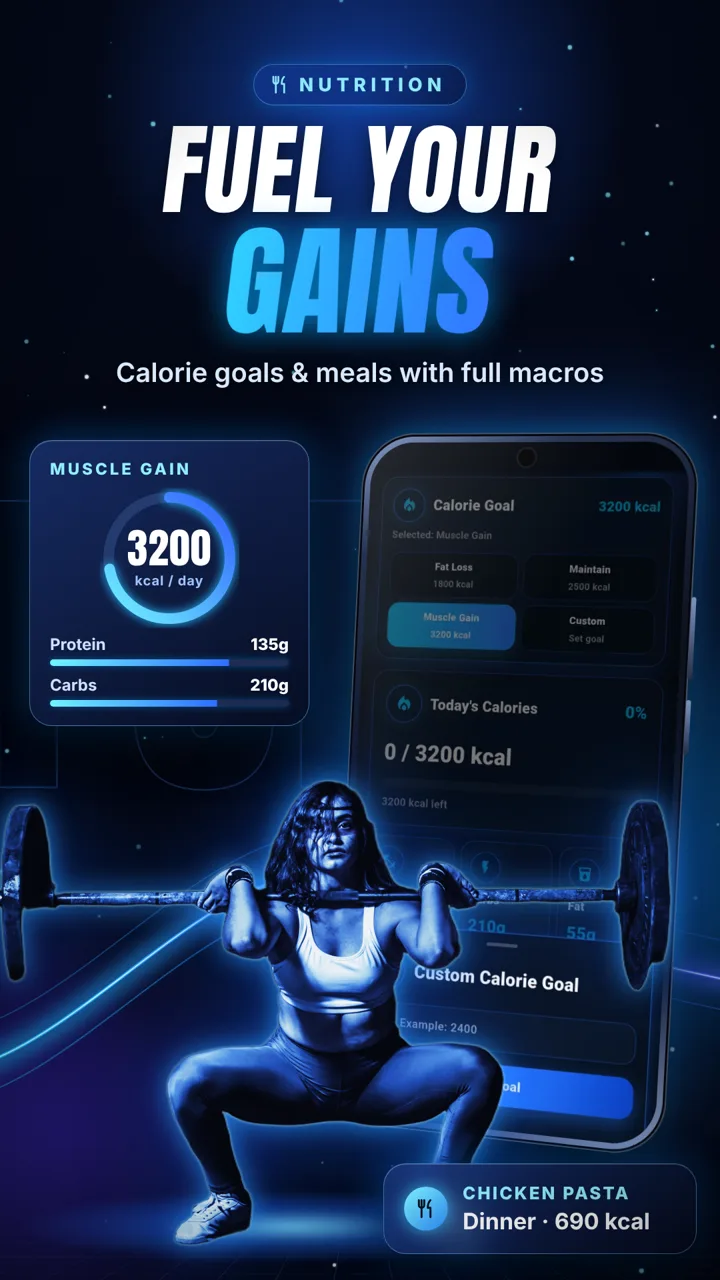 NUTRITION
FUEL YOUR
GAINS
Calorie goals & meals with full macros
MUSCLE GAIN
3200
kcal / day
Protein 135g
Carbs 210g
Calorie Goal 3200 kcal
Selected: Muscle Gain
Fat Loss
1800 kcal
Maintain
2500 kcal
Muscle Gain
3200 kcal
Custom
Set goal
Today's Calories 0%
0 / 3200 kcal
3200 kcal left
Fat
210g 55g
Custom Calorie Goal
Example: 2400
CHICKEN PASTA
Dinner · 690 kcal